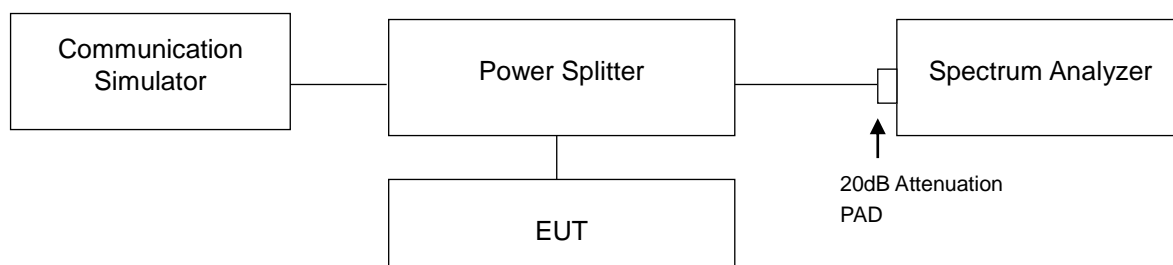 Communication
Simulator
Power Splitter
Spectrum Analyzer
20dB Attenuation
PAD
EUT